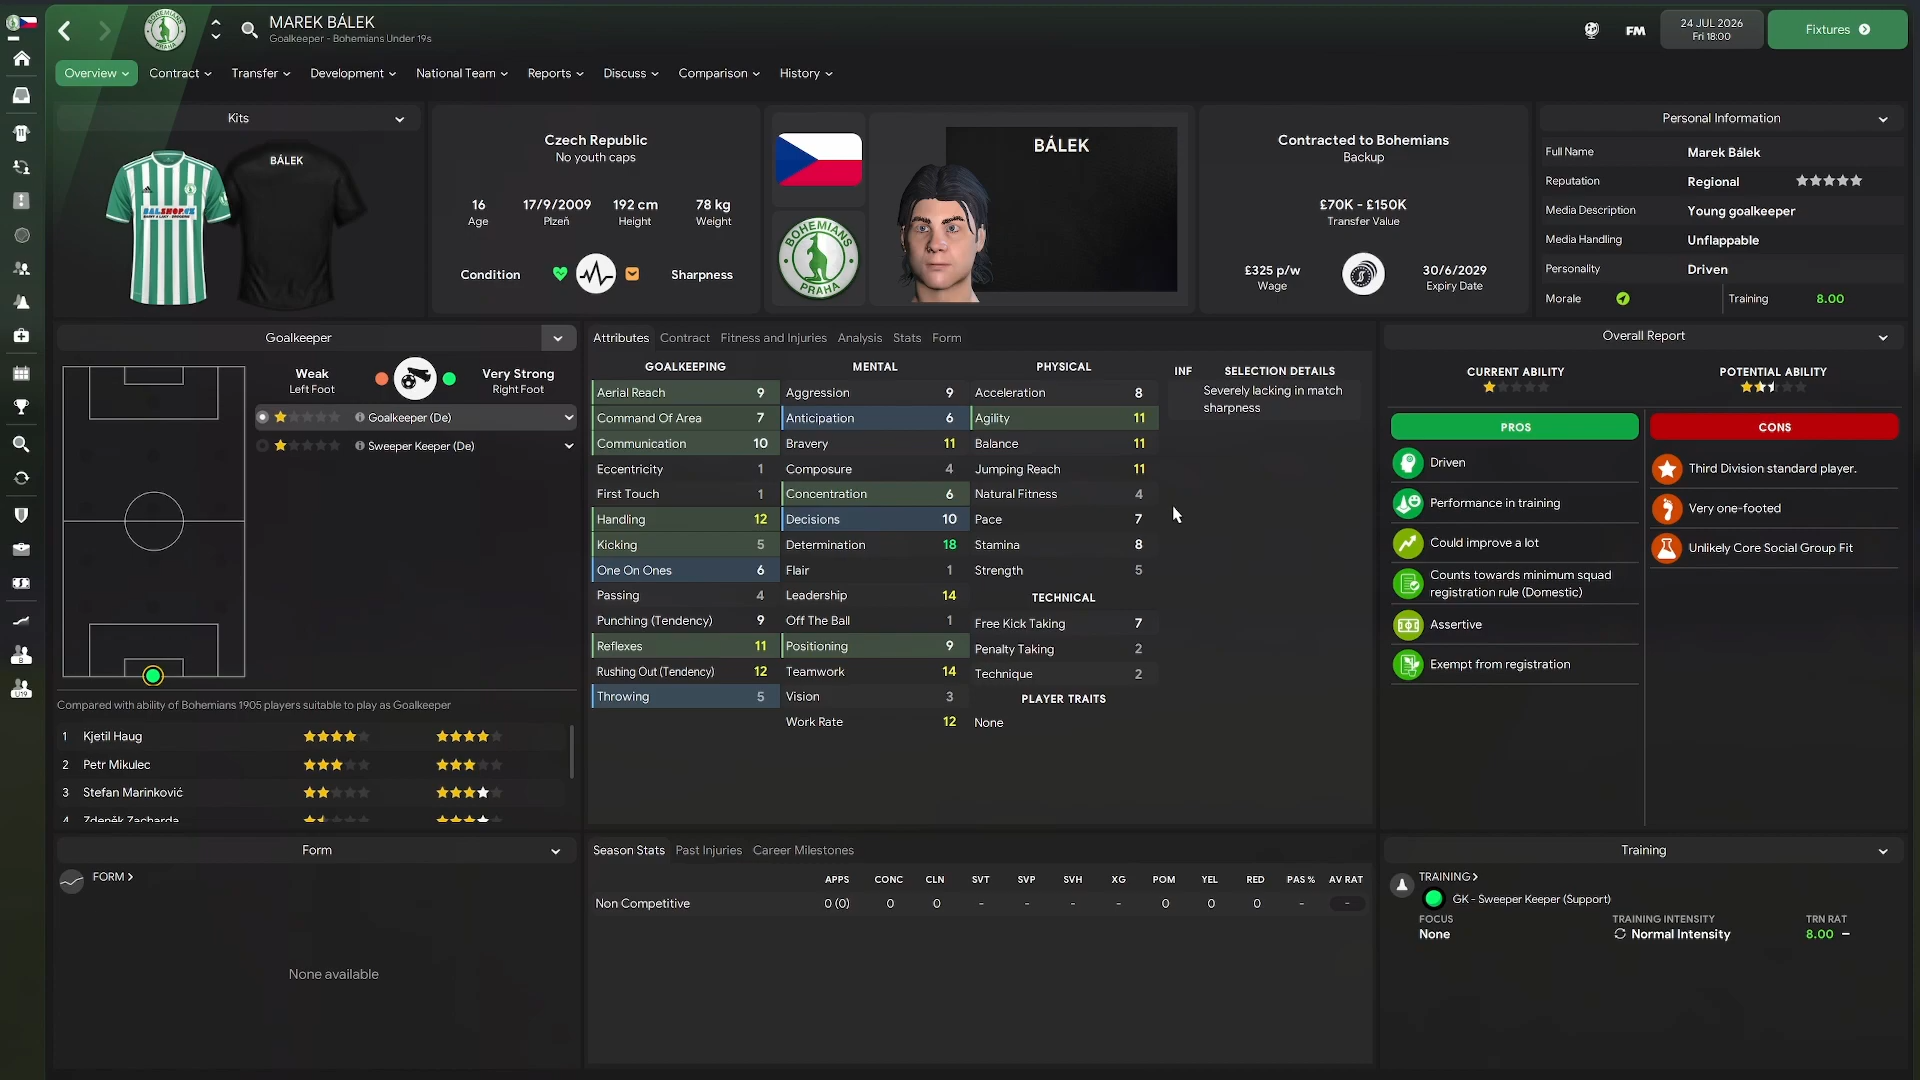 MAREK BÁLEK
Goalkeeper - Bohemians Under 19s
FM
24 JUL 2026
Fri 18:00
Fixtures
Overview
Contract
Transfer
Development
National Team
Reports
Discuss
Comparison
History
Kits
BÁLEK
Czech Republic
No youth caps
16
Age
17/9/2009
Plzeň
192 cm
Height
78 kg
Weight
Condition
Sharpness
BOHEMIANS
PRAHA
BÁLEK
Contracted to Bohemians
Backup
£70K - £150K
Transfer Value
£325 p/w
Wage
30/6/2029
Expiry Date
Personal Information
Full Name Marek Bálek
Reputation Regional
Media Description Young goalkeeper
Media Handling Unflappable
Personality Driven
Morale
Training 8.00
Goalkeeper
Weak
Left Foot
Very Strong
Right Foot
Goalkeeper (De)
Sweeper Keeper (De)
Compared with ability of Bohemians 1905 players suitable to play as Goalkeeper
1 Kjetil Haug
2 Petr Mikulec
3 Stefan Marinković
4 Zdeněk Zacharda
Attributes Contract Fitness and Injuries Analysis Stats Form
GOALKEEPING
Aerial Reach 9
Command Of Area 7
Communication 10
Eccentricity 1
First Touch 1
Handling 12
Kicking 5
One On Ones 6
Passing 4
Punching (Tendency) 9
Reflexes 11
Rushing Out (Tendency) 12
Throwing 5
MENTAL
Aggression 9
Anticipation 6
Bravery 11
Composure 4
Concentration 6
Decisions 10
Determination 18
Flair 1
Leadership 14
Off The Ball 1
Positioning 9
Teamwork 14
Vision 3
Work Rate 12
PHYSICAL
Acceleration 8
Agility 11
Balance 11
Jumping Reach 11
Natural Fitness 4
Pace 7
Stamina 8
Strength 5
TECHNICAL
Free Kick Taking 7
Penalty Taking 2
Technique 2
PLAYER TRAITS
None
INF SELECTION DETAILS
Severely lacking in match
sharpness
Overall Report
CURRENT ABILITY
POTENTIAL ABILITY
PROS
Driven
Performance in training
Could improve a lot
Counts towards minimum squad
registration rule (Domestic)
Assertive
Exempt from registration
CONS
Third Division standard player.
Very one-footed
Unlikely Core Social Group Fit
Form
FORM
None available
Season Stats Past Injuries Career Milestones
APPS CONC CLN SVT SVP SVH XG POM YEL RED PAS % AV RAT
Non Competitive 0 (0) 0 0 - - - - 0 0 0 - -
Training
TRAINING
GK - Sweeper Keeper (Support)
FOCUS
None
TRAINING INTENSITY
Normal Intensity
TRN RAT
8.00